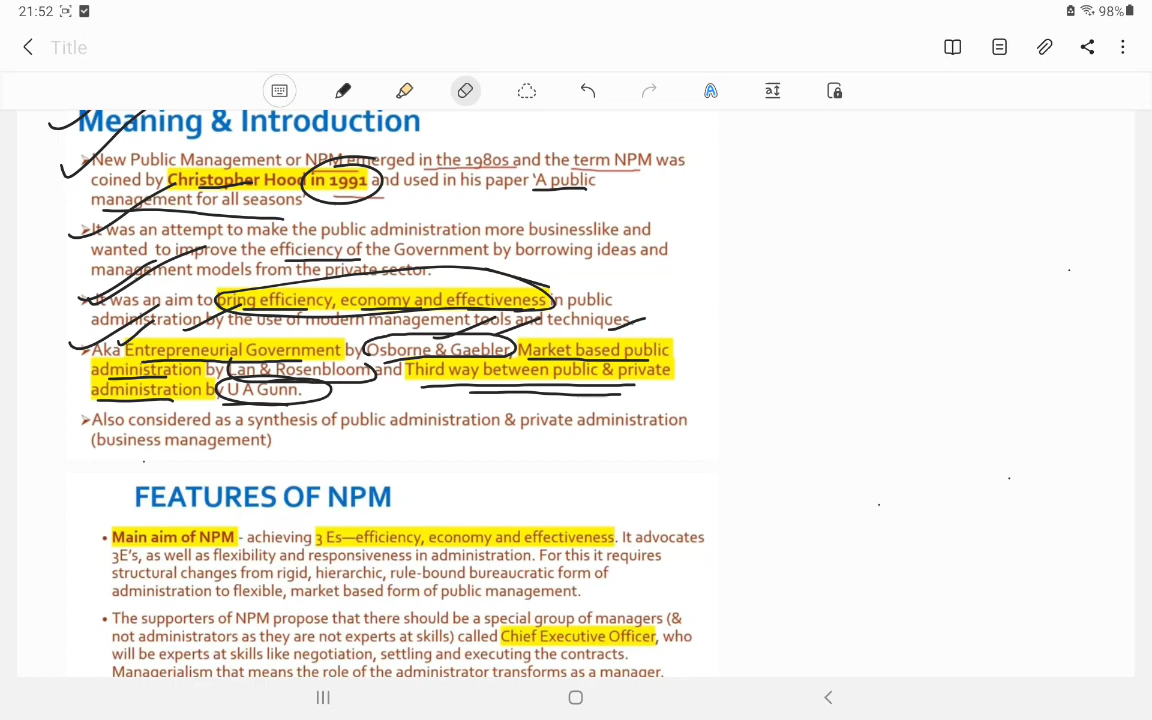 21:52
98%
Title
Meaning & Introduction
New Public Management or NPM emerged in the 1980s and the term NPM was
coined by Christopher Hood in 1991 and used in his paper ‘A public
management for all seasons’
It was an attempt to make the public administration more businesslike and
wanted to improve the efficiency of the Government by borrowing ideas and
management models from the private sector.
It was an aim to bring efficiency, economy and effectiveness in public
administration by the use of modern management tools and techniques.
Aka Entrepreneurial Government by Osborne & Gaebler, Market based public
administration by Lan & Rosenbloom and Third way between public & private
administration by U A Gunn.
Also considered as a synthesis of public administration & private administration
(business management)
FEATURES OF NPM
• Main aim of NPM - achieving 3 Es—efficiency, economy and effectiveness. It advocates
3E's, as well as flexibility and responsiveness in administration. For this it requires
structural changes from rigid, hierarchic, rule-bound bureaucratic form of
administration to flexible, market based form of public management.
• The supporters of NPM propose that there should be a special group of managers (&
not administrators as they are not experts at skills) called Chief Executive Officer, who
will be experts at skills like negotiation, settling and executing the contracts.
Managerialism that means the role of the administrator transforms as a manager.